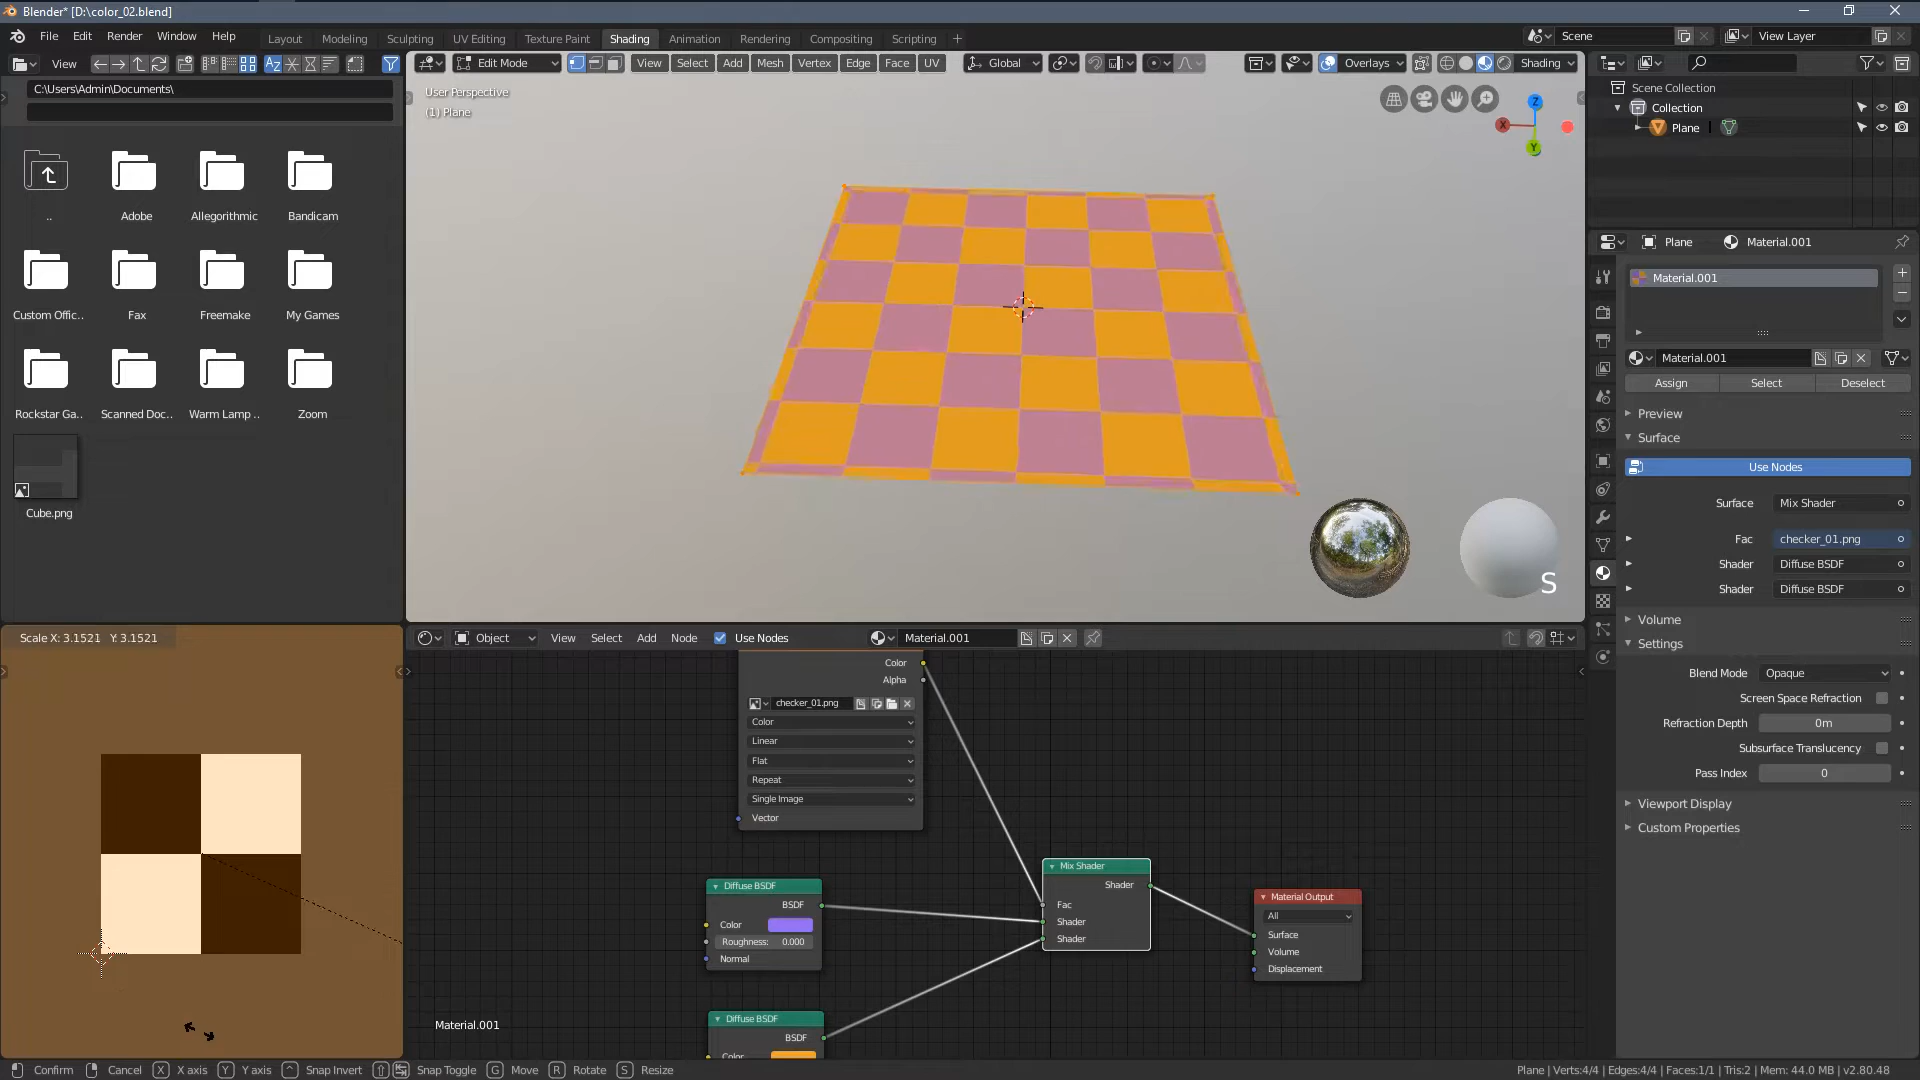 Blender* [D:\color_02.blend]
File Edit Render Window Help Layout Modeling Sculpting UV Editing Texture Paint Shading Animation Rendering Compositing Scripting + Scene View Layer
View Edit Mode View Select Add Mesh Vertex Edge Face UV Global Overlays Shading
C:\Users\Admin\Documents\
User Perspective
(1) Plane
Z
X
Y
Scene Collection
Collection
Plane
..
Adobe
Allegorithmic
Bandicam
Custom Offic...
Fax
Freemake
My Games
Rockstar Ga..
Scanned Doc..
Warm Lamp ..
Zoom
Cube.png
S
Plane Material.001
Material.001
Material.001
Assign Select Deselect
Preview
Surface
Use Nodes
Surface Mix Shader
Fac checker_01.png
Shader Diffuse BSDF
Shader Diffuse BSDF
Volume
Settings
Blend Mode Opaque
Screen Space Refraction
Refraction Depth 0m
Subsurface Translucency
Pass Index 0
Viewport Display
Custom Properties
Scale X: 3.1521 Y: 3.1521
Object View Select Add Node Use Nodes Material.001
Color
Alpha
checker_01.png
Color
Linear
Flat
Repeat
Single Image
Vector
Diffuse BSDF
BSDF
Color
Roughness: 0.000
Normal
Diffuse BSDF
BSDF
Color
Mix Shader
Shader
Fac
Shader
Shader
Material Output
All
Surface
Volume
Displacement
Material.001
Confirm Cancel X X axis Y Y axis Snap Invert Snap Toggle G Move R Rotate S Resize Plane | Verts:4/4 | Edges:4/4 | Faces:1/1 | Tris:2 | Mem: 44.0 MB | v2.80.48